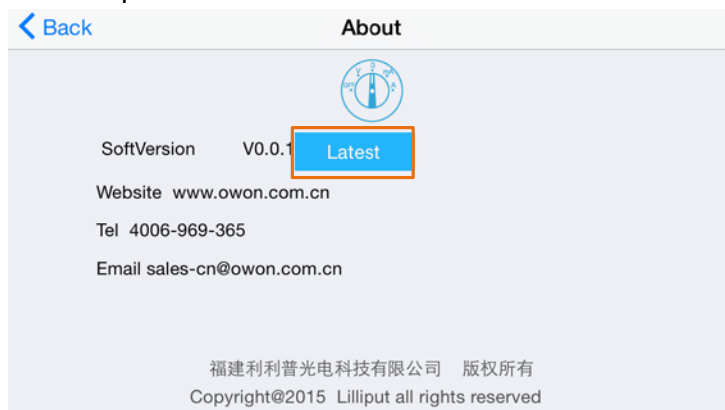 Back About
SoftVersion V0.0.1 Latest
Website www.owon.com.cn
Tel 4006-969-365
Email sales-cn@owon.com.cn
福建利利普光电科技有限公司 版权所有
Copyright@2015 Lilliput all rights reserved